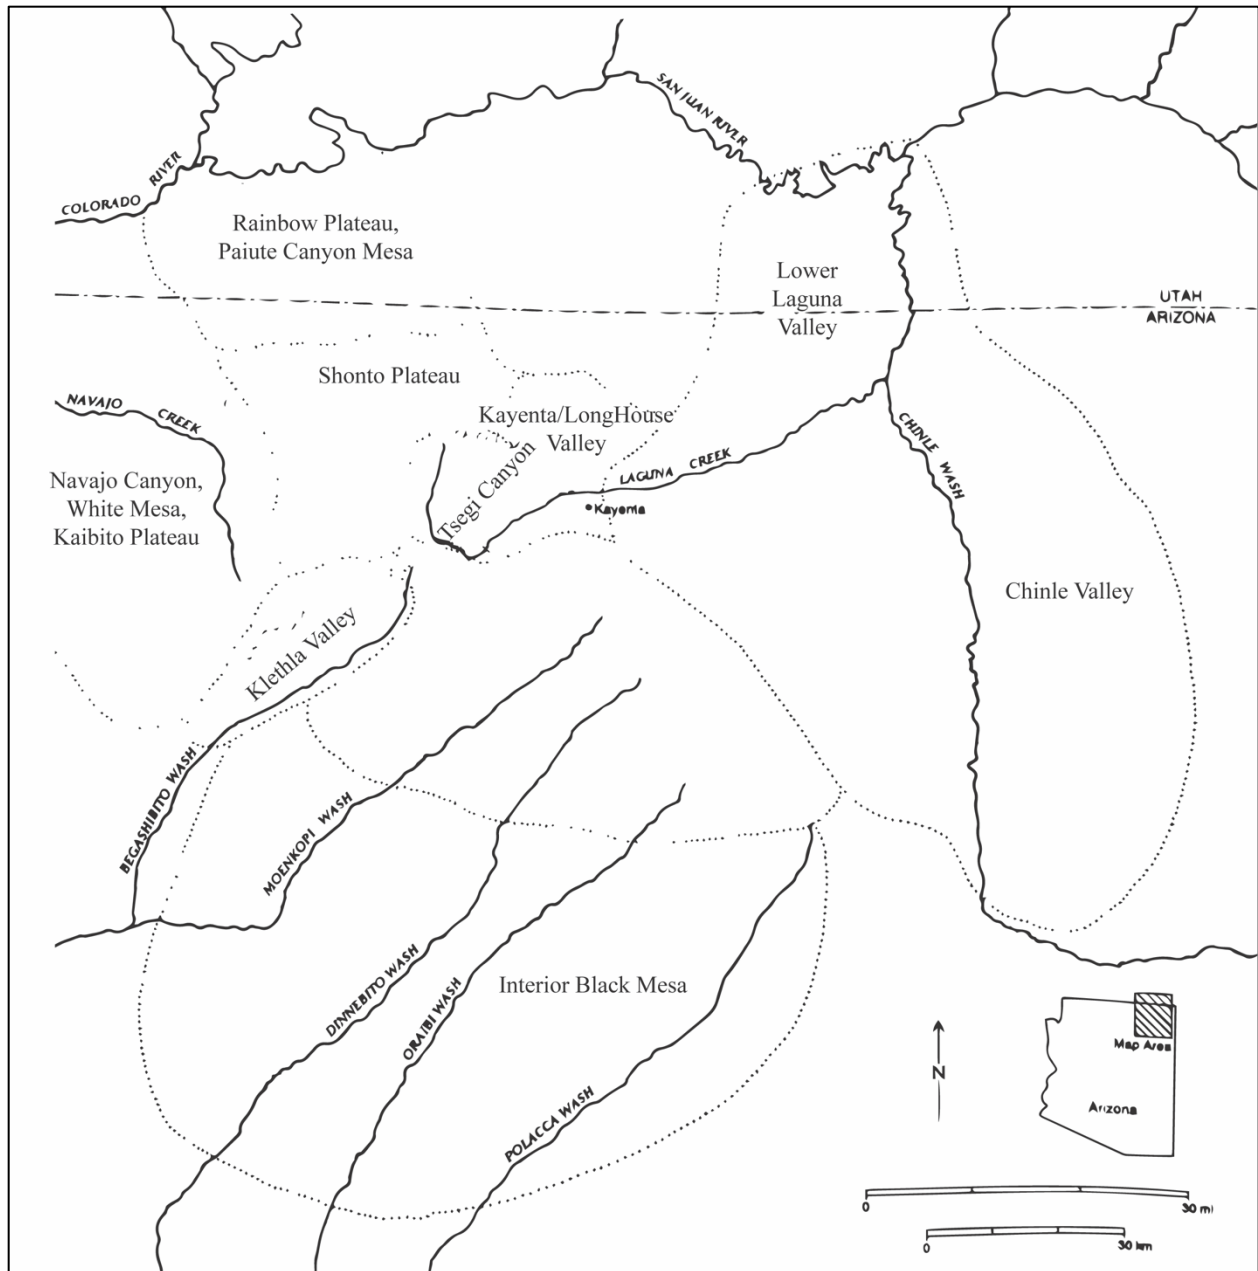 SAN JUAN RIVER
COLORADO RIVER
Rainbow Plateau,
Paiute Canyon Mesa
Lower
Laguna
Valley
UTAH
ARIZONA
Shonto Plateau
NAVAJO CREEK
Kayenta/LongHouse
Valley
CHINLE WASH
Tsegi Canyon
LAGUNA CREEK
Kayenta
Navajo Canyon,
White Mesa,
Kaibito Plateau
Chinle Valley
Klethla Valley
BEGASHIBITO WASH
MOENKOPI WASH
DINNEBITO WASH
ORAIBI WASH
Interior Black Mesa
POLACCA WASH
N
Map Area
Arizona
0 30 mi
0 30 km